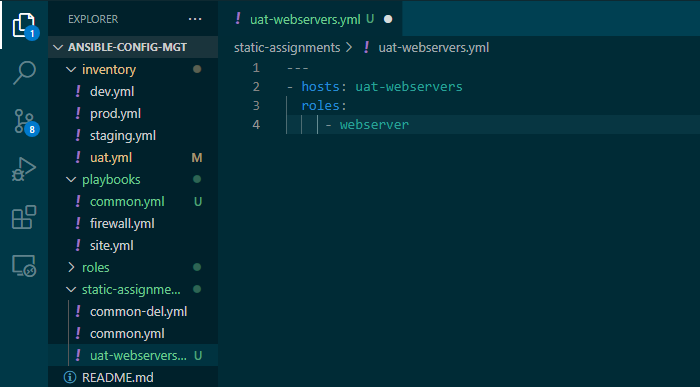 EXPLORER
ANSIBLE-CONFIG-MGT
inventory
dev.yml
prod.yml
staging.yml
uat.yml M
playbooks
common.yml U
firewall.yml
site.yml
roles
static-assignme...
common-del.yml
common.yml
uat-webservers... U
README.md
1
8
uat-webservers.yml U
static-assignments > ! uat-webservers.yml
1 ---
2 - hosts: uat-webservers
3 roles:
4 - webserver